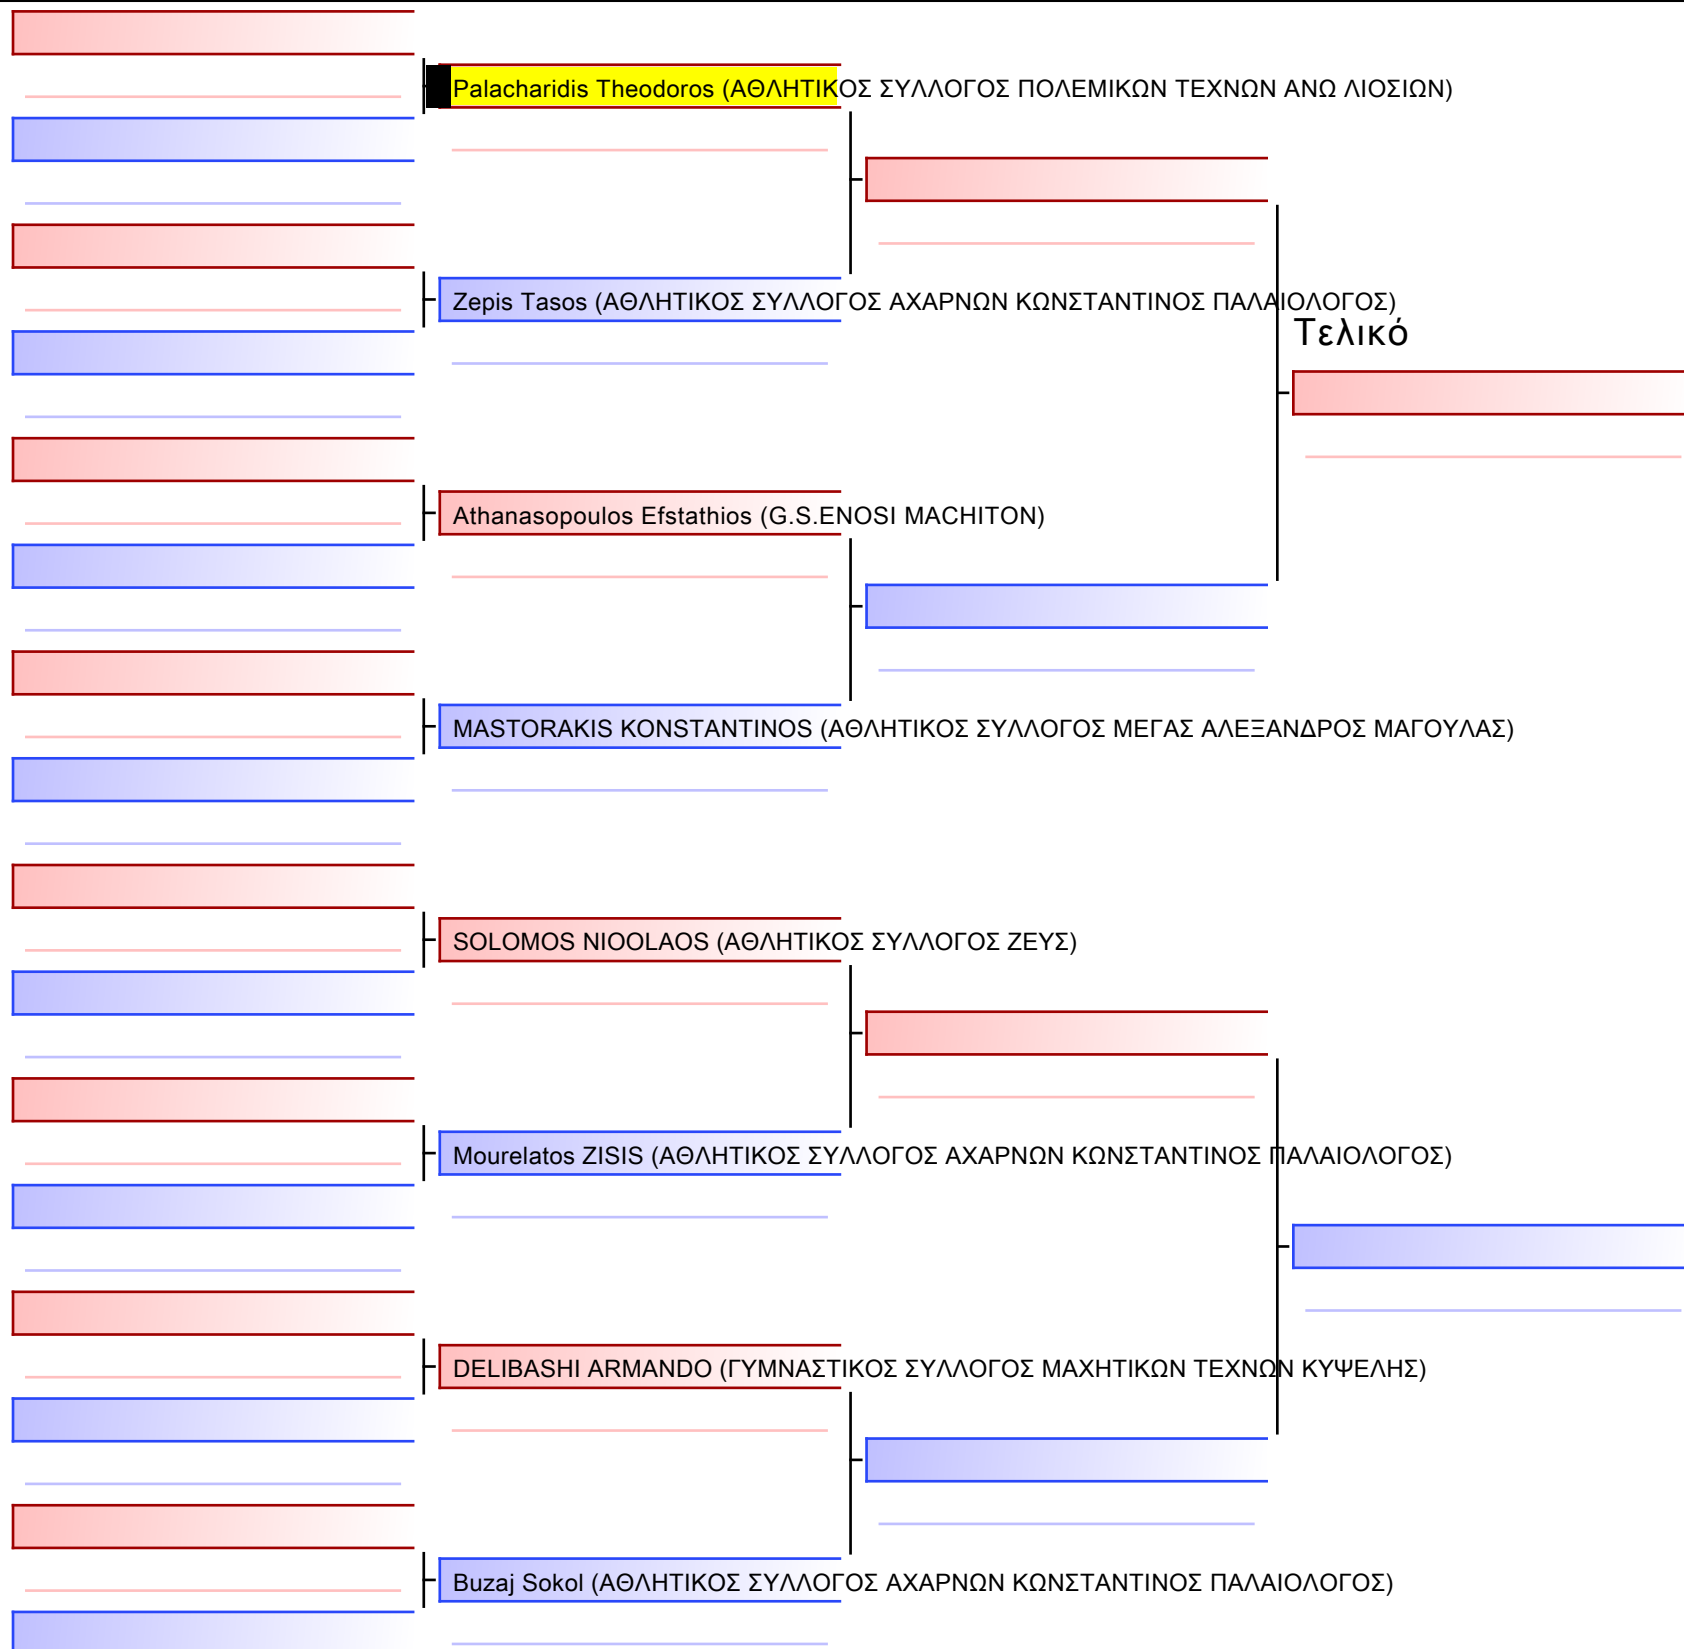 Palacharidis Theodoros (ΑΘΛΗΤΙΚΟΣ ΣΥΛΛΟΓΟΣ ΠΟΛΕΜΙΚΩΝ ΤΕΧΝΩΝ ΑΝΩ ΛΙΟΣΙΩΝ)
Zepis Tasos (ΑΘΛΗΤΙΚΟΣ ΣΥΛΛΟΓΟΣ ΑΧΑΡΝΩΝ ΚΩΝΣΤΑΝΤΙΝΟΣ ΠΑΛΑΙΟΛΟΓΟΣ)
Τελικό
Athanasopoulos Efstathios (G.S.ENOSI MACHITON)
MASTORAKIS KONSTANTINOS (ΑΘΛΗΤΙΚΟΣ ΣΥΛΛΟΓΟΣ ΜΕΓΑΣ ΑΛΕΞΑΝΔΡΟΣ ΜΑΓΟΥΛΑΣ)
SOLOMOS NIOOLAOS (ΑΘΛΗΤΙΚΟΣ ΣΥΛΛΟΓΟΣ ΖΕΥΣ)
Mourelatos ZISIS (ΑΘΛΗΤΙΚΟΣ ΣΥΛΛΟΓΟΣ ΑΧΑΡΝΩΝ ΚΩΝΣΤΑΝΤΙΝΟΣ ΠΑΛΑΙΟΛΟΓΟΣ)
DELIBASHI ARMANDO (ΓΥΜΝΑΣΤΙΚΟΣ ΣΥΛΛΟΓΟΣ ΜΑΧΗΤΙΚΩΝ ΤΕΧΝΩΝ ΚΥΨΕΛΗΣ)
Buzaj Sokol (ΑΘΛΗΤΙΚΟΣ ΣΥΛΛΟΓΟΣ ΑΧΑΡΝΩΝ ΚΩΝΣΤΑΝΤΙΝΟΣ ΠΑΛΑΙΟΛΟΓΟΣ)